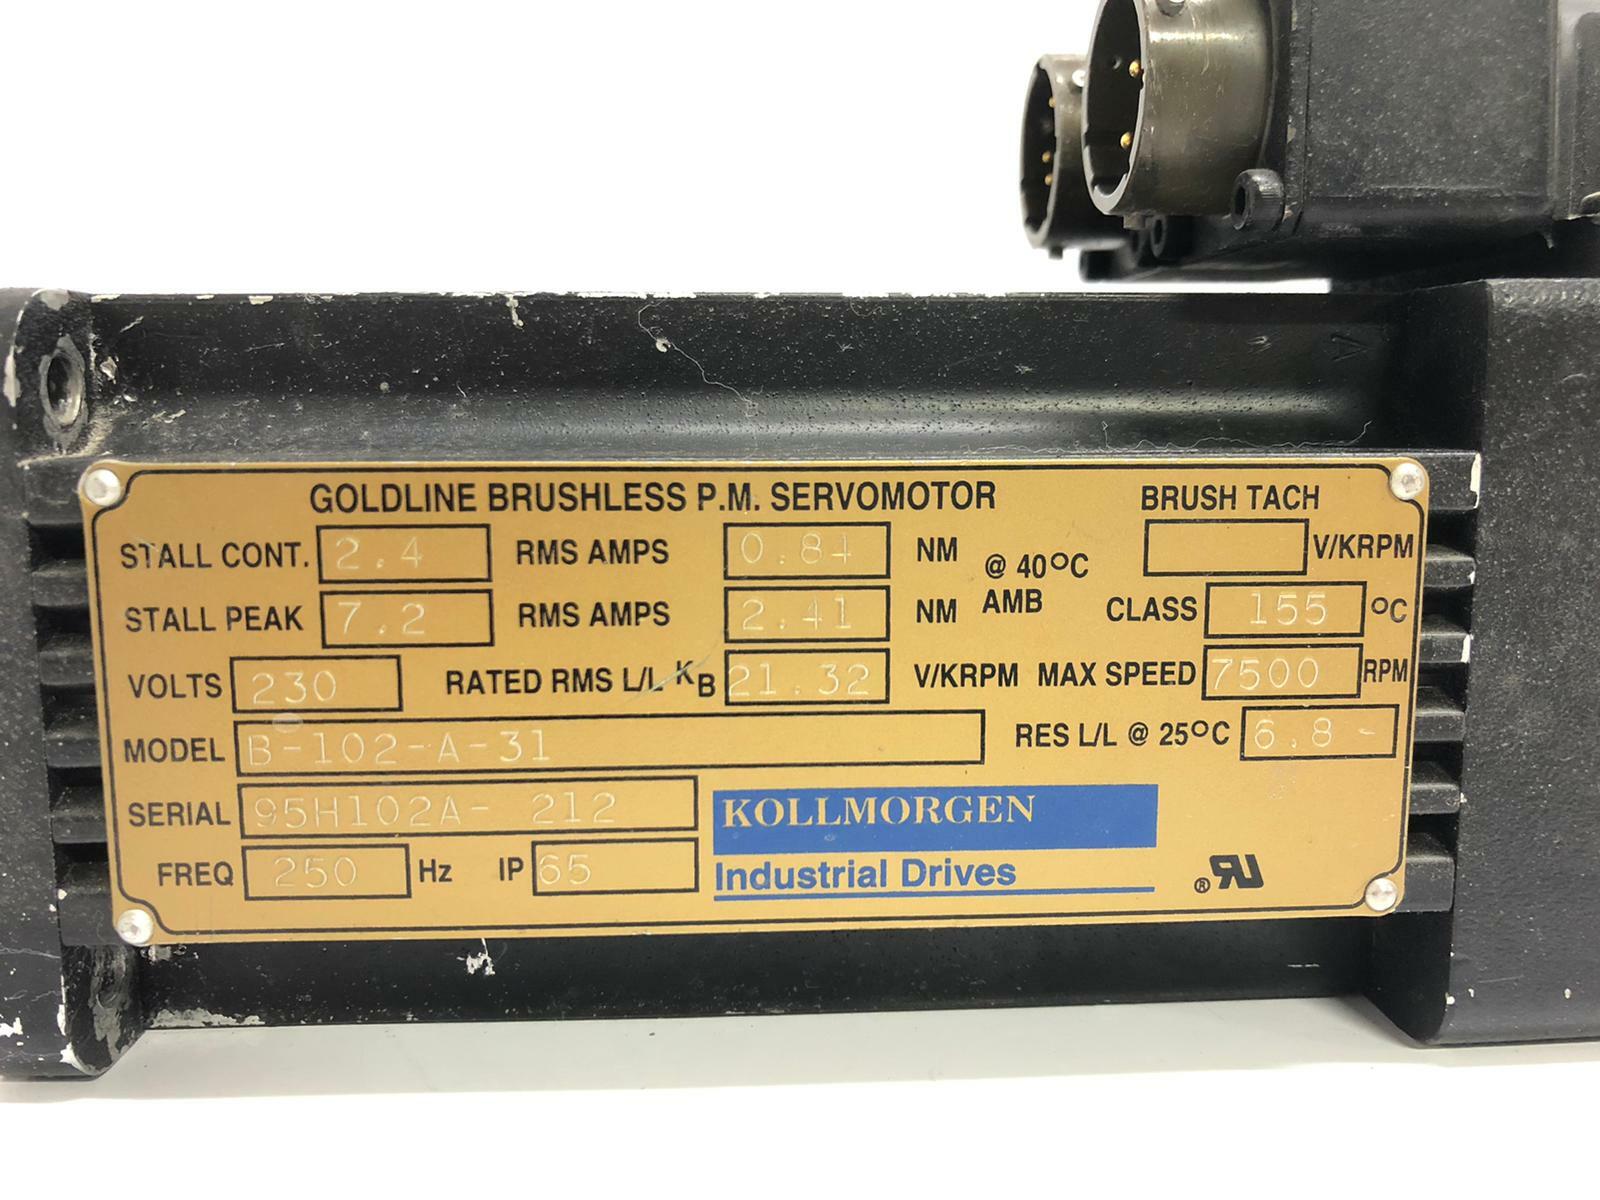 GOLDLINE BRUSHLESS P.M. SERVOMOTOR BRUSH TACH
STALL CONT. 2.4 RMS AMPS 0.84 NM @ 40°C V/KRPM
STALL PEAK 7.2 RMS AMPS 2.41 NM AMB CLASS 155 °C
VOLTS 230 RATED RMS L/L KB 21.32 V/KRPM MAX SPEED 7500 RPM
MODEL B-102-A-31 RES L/L @ 25°C 6.8 -
SERIAL 95H102A- 212 KOLLMORGEN
FREQ 250 Hz IP 65 Industrial Drives ® RU
A